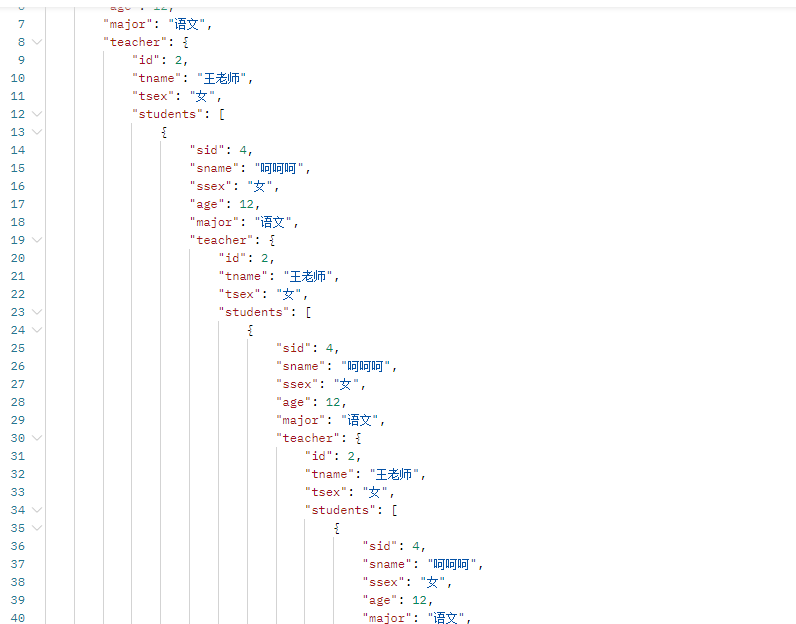 6 "age": 12,
7 "major": "语文",
8 "teacher": {
9 "id": 2,
10 "tname": "王老师",
11 "tsex": "女",
12 "students": [
13 {
14 "sid": 4,
15 "sname": "呵呵呵",
16 "ssex": "女",
17 "age": 12,
18 "major": "语文",
19 "teacher": {
20 "id": 2,
21 "tname": "王老师",
22 "tsex": "女",
23 "students": [
24 {
25 "sid": 4,
26 "sname": "呵呵呵",
27 "ssex": "女",
28 "age": 12,
29 "major": "语文",
30 "teacher": {
31 "id": 2,
32 "tname": "王老师",
33 "tsex": "女",
34 "students": [
35 {
36 "sid": 4,
37 "sname": "呵呵呵",
38 "ssex": "女",
39 "age": 12,
40 "major": "语文",